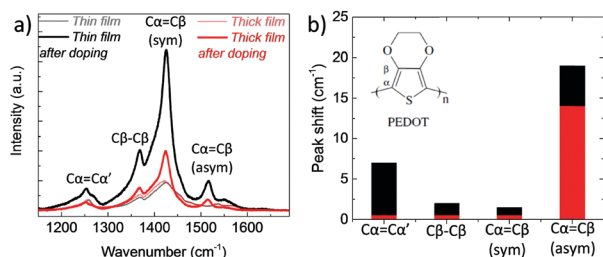 a)
Thin film
Thin film
after doping
Thick film
Thick film
after doping
Cα=Cβ
(sym)
Cβ-Cβ
Cα=Cβ
(asym)
Cα=Cα’
Intensity (a.u.)
1200
1300
1400
1500
1600
Wavenumber (cm-1)
b)
25
20
15
10
5
0
Peak shift (cm-1)
O
O
β
α
S
n
PEDOT
Cα=Cα’
Cβ-Cβ
Cα=Cβ
(sym)
Cα=Cβ
(asym)